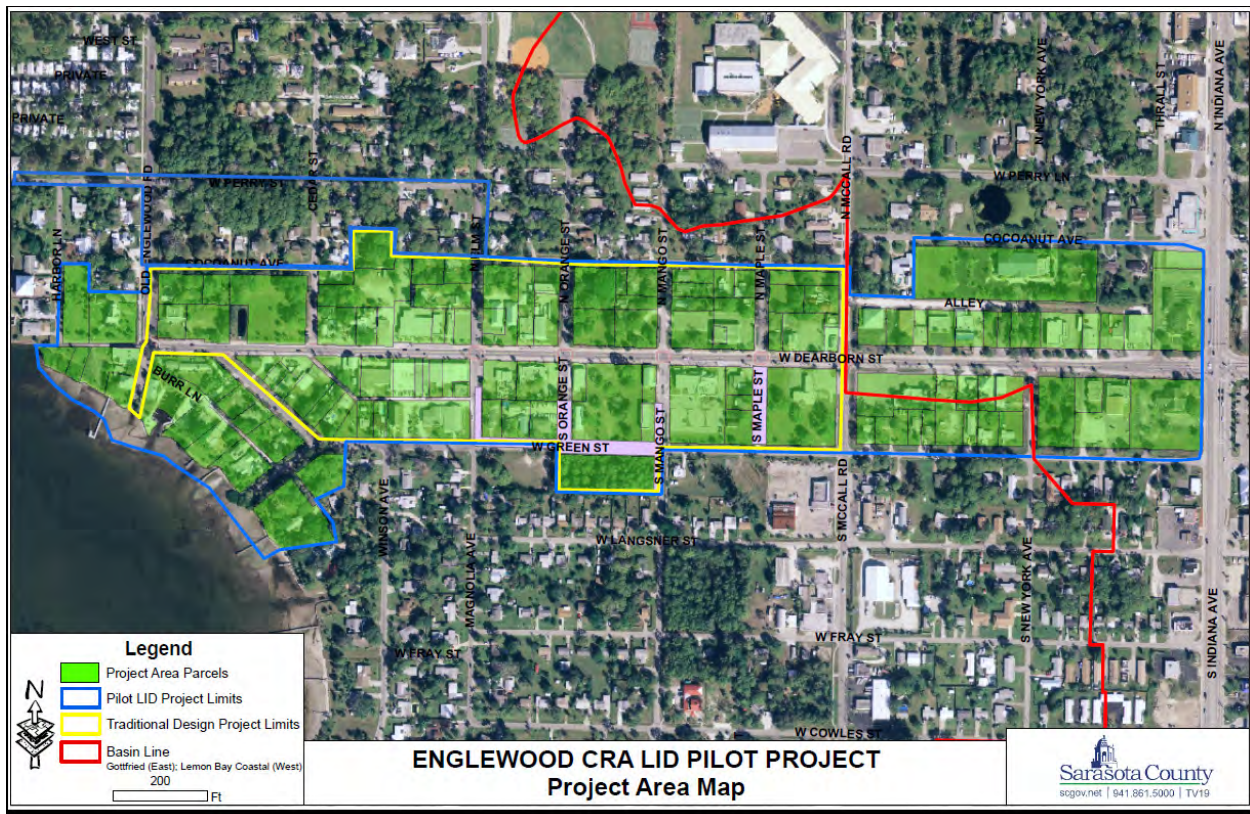 WEST ST
PRIVATE
PRIVATE
OLD ENGLEWOOD RD
CEDAR ST
W PERRY ST
N NEW YORK AVE
THRALL ST
N INDIANA AVE
N MCCALL RD
W PERRY LN
HARBOR LN
COCOANUT AVE
N ELM ST
N ORANGE ST
N MANGO ST
N MAPLE ST
COCOANUT AVE
ALLEY
W DEARBORN ST
BURR LN
S ORANGE ST
S MANGO ST
S MAPLE ST
W GREEN ST
WINSON AVE
MAGNOLIA AVE
S MCCALL RD
W LANGSNER ST
S NEW YORK AVE
S INDIANA AVE
W FRAY ST
W FRAY ST
W COWLES ST
Legend
Project Area Parcels
Pilot LID Project Limits
Traditional Design Project Limits
Basin Line
Gottfried (East); Lemon Bay Coastal (West)
N
200
Ft
ENGLEWOOD CRA LID PILOT PROJECT
Project Area Map
Sarasota County
scgov.net | 941.861.5000 | TV19